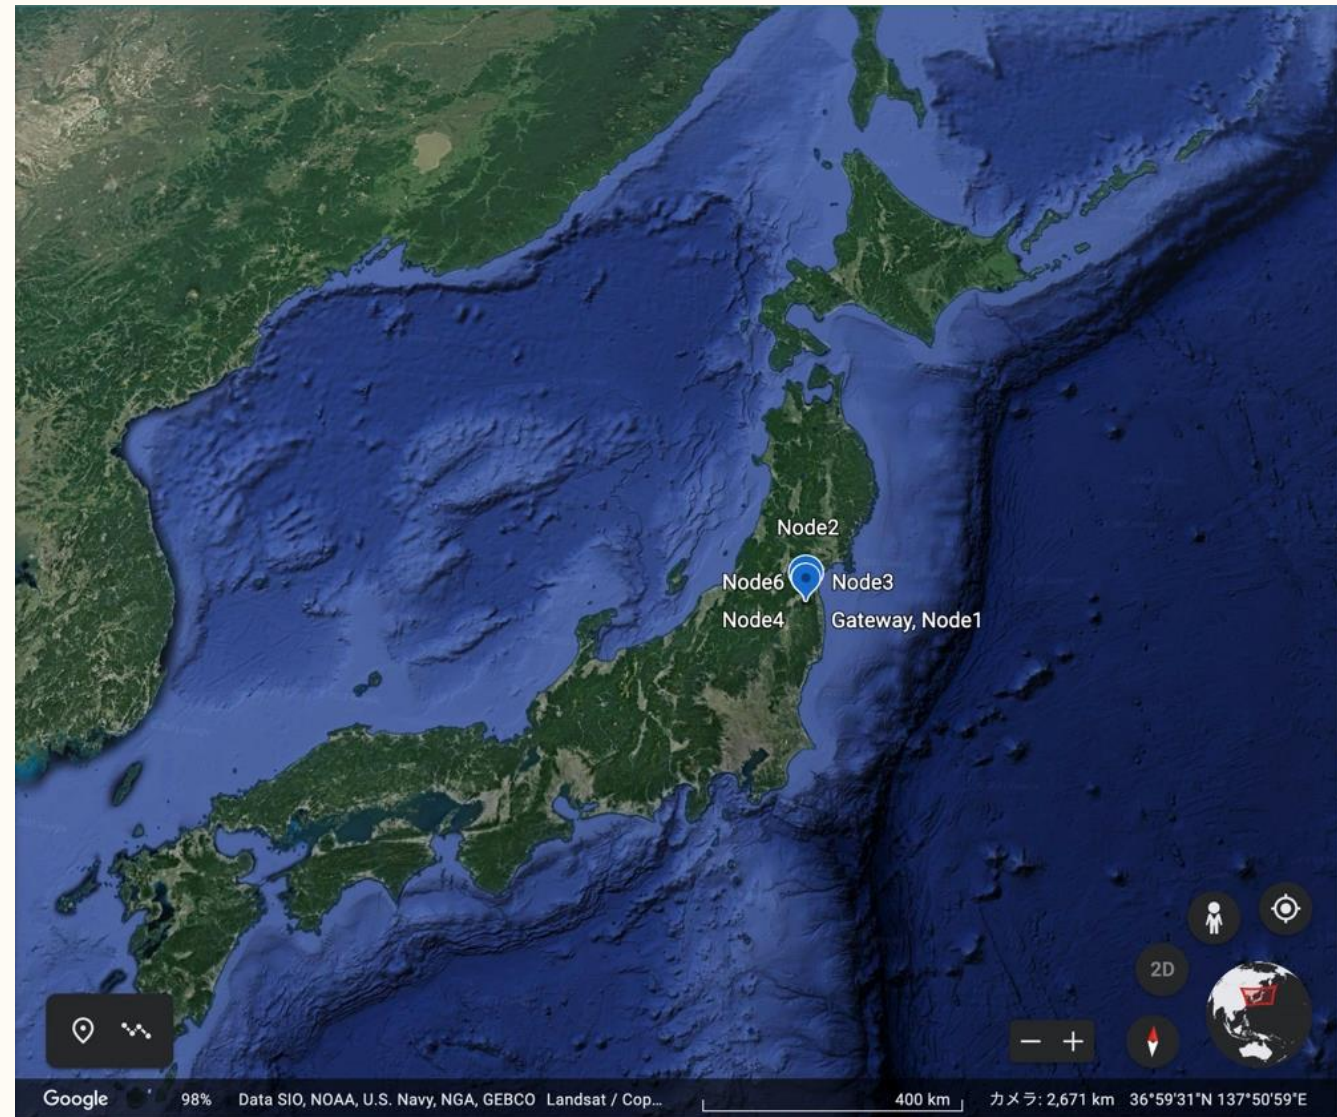 Node2
Node6
Node3
Node4
Gateway, Node1
2D
Google
98%
Data SIO, NOAA, U.S. Navy, NGA, GEBCO Landsat / Cop...
400 km
カメラ: 2,671 km
36°59'31"N 137°50'59"E